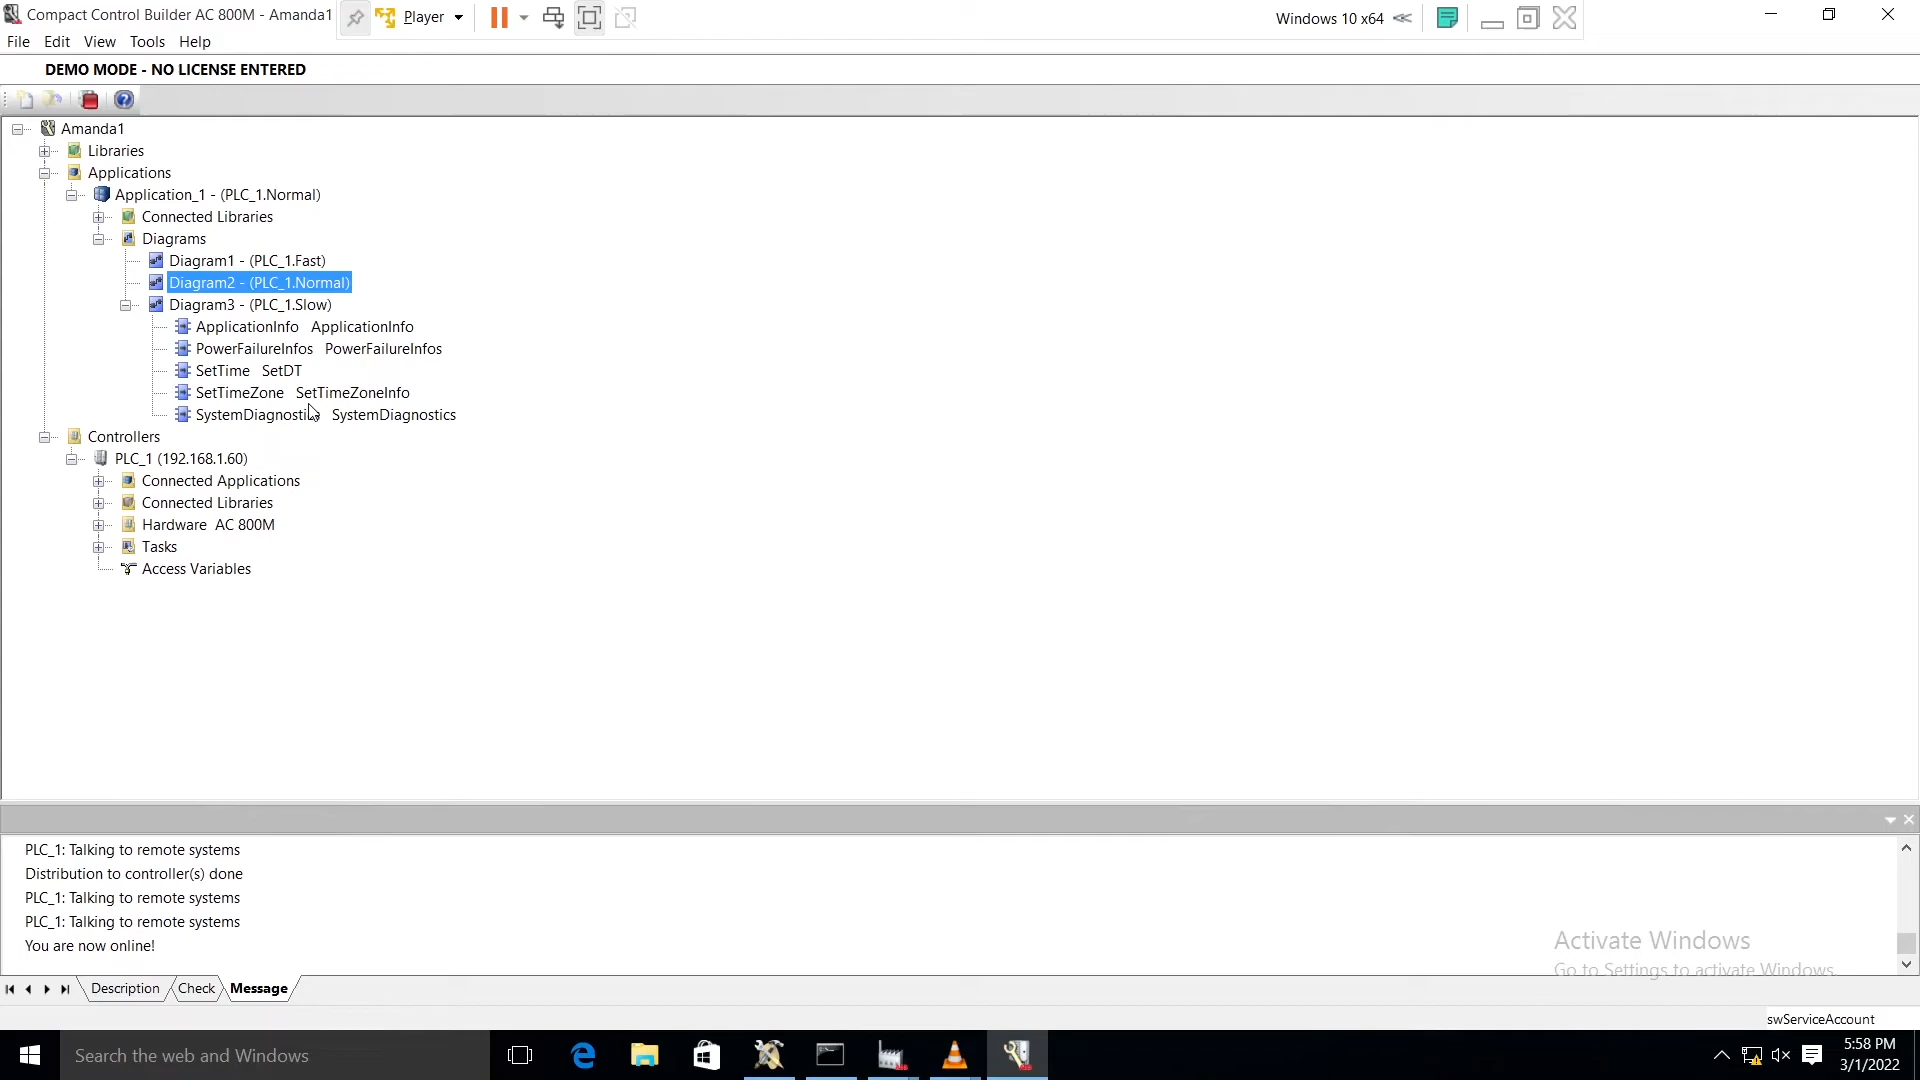 Compact Control Builder AC 800M - Amanda1
Player
Windows 10 x64
File Edit View Tools Help
DEMO MODE - NO LICENSE ENTERED
Amanda1
Libraries
Applications
Application_1 - (PLC_1.Normal)
Connected Libraries
Diagrams
Diagram1 - (PLC_1.Fast)
Diagram2 - (PLC_1.Normal)
Diagram3 - (PLC_1.Slow)
ApplicationInfo ApplicationInfo
PowerFailureInfos PowerFailureInfos
SetTime SetDT
SetTimeZone SetTimeZoneInfo
SystemDiagnostics SystemDiagnostics
Controllers
PLC_1 (192.168.1.60)
Connected Applications
Connected Libraries
Hardware AC 800M
Tasks
Access Variables
PLC_1: Talking to remote systems
Distribution to controller(s) done
PLC_1: Talking to remote systems
PLC_1: Talking to remote systems
You are now online!
Activate Windows
Go to Settings to activate Windows.
Description Check Message
swServiceAccount
Search the web and Windows
5:58 PM
3/1/2022